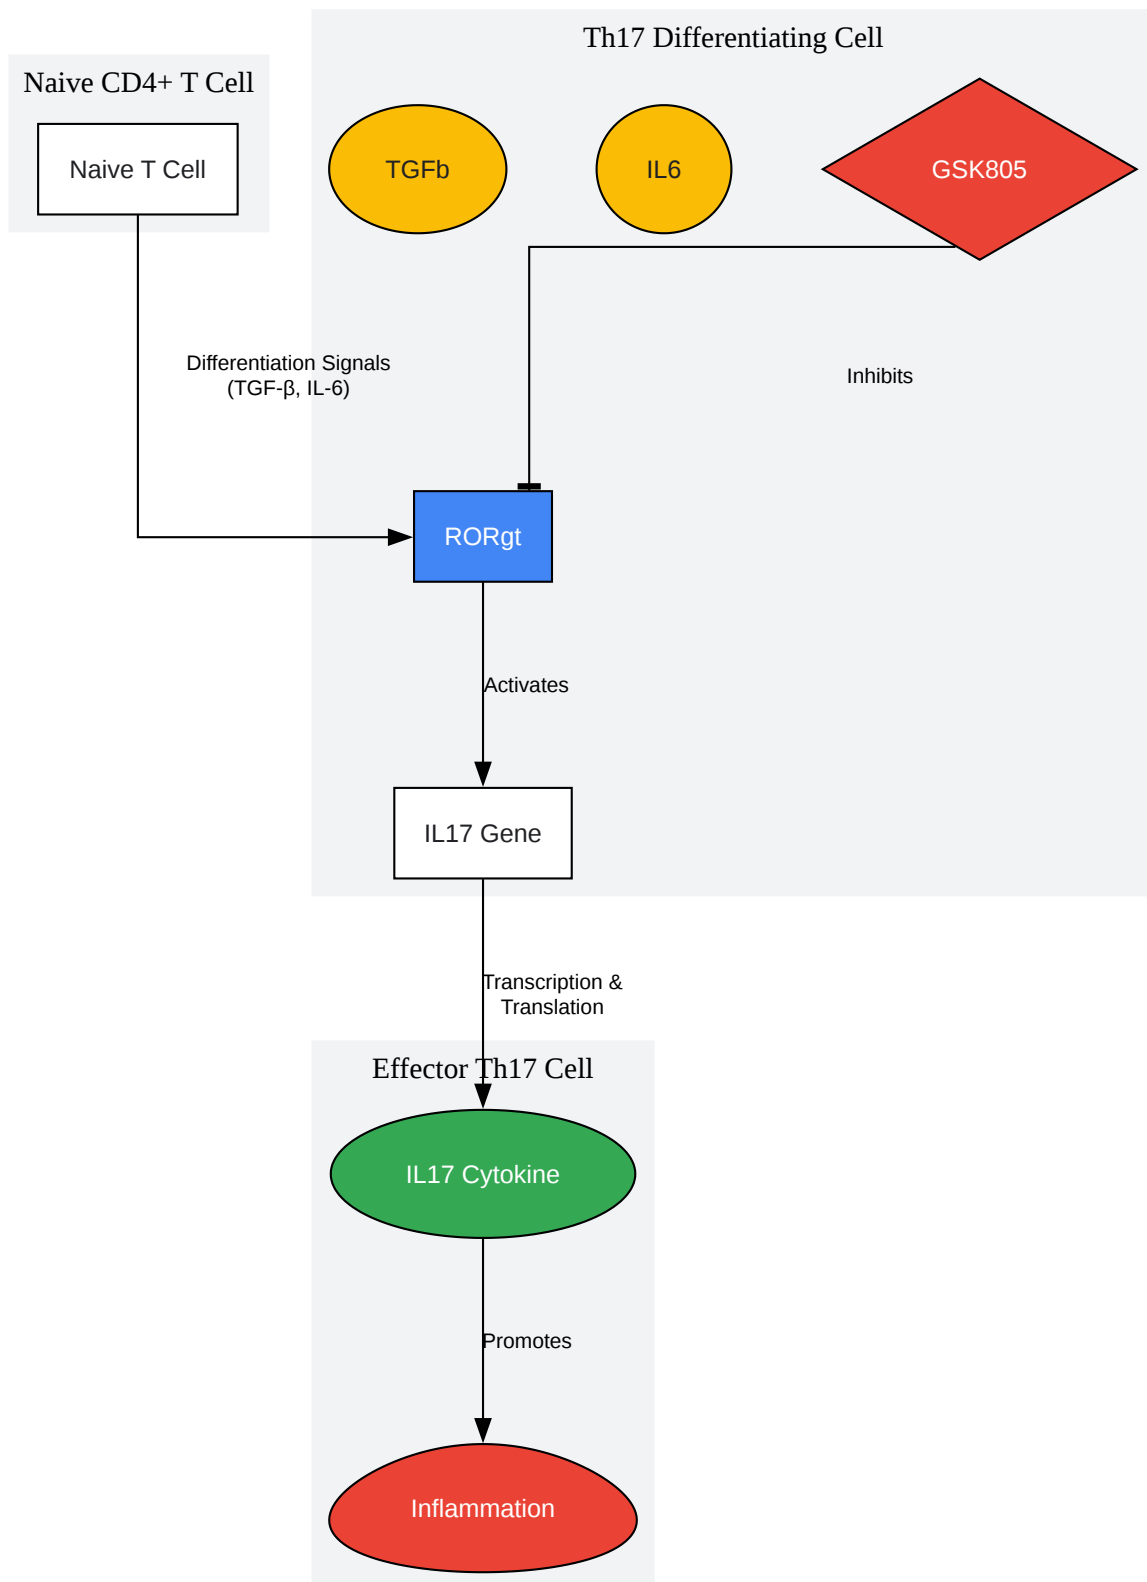 Th17 Differentiating Cell
Naive CD4+ T Cell
Naive T Cell
TGFb
IL6
GSK805
Differentiation Signals
(TGF-β, IL-6)
Inhibits
RORgt
Activates
IL17 Gene
Transcription &
Translation
Effector Th17 Cell
IL17 Cytokine
Promotes
Inflammation